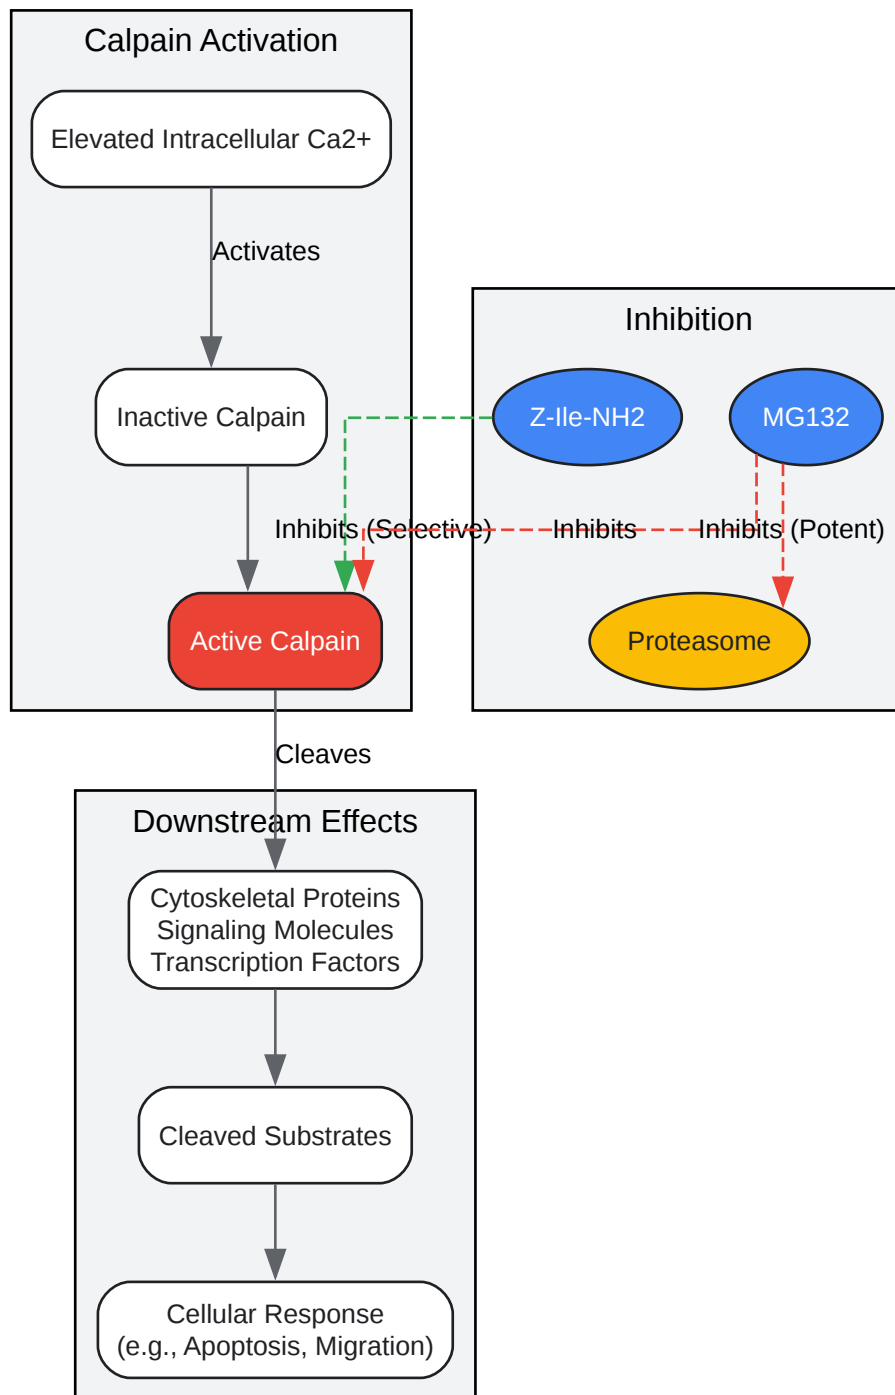 Calpain Activation
Elevated Intracellular Ca2+
Activates
Inhibition
Inactive Calpain
Z-Ile-NH2
MG132
Inhibits (Selective)
Inhibits
Inhibits (Potent)
Active Calpain
Proteasome
Cleaves
Downstream Effects
Cytoskeletal Proteins
Signaling Molecules
Transcription Factors
Cleaved Substrates
Cellular Response
(e.g., Apoptosis, Migration)